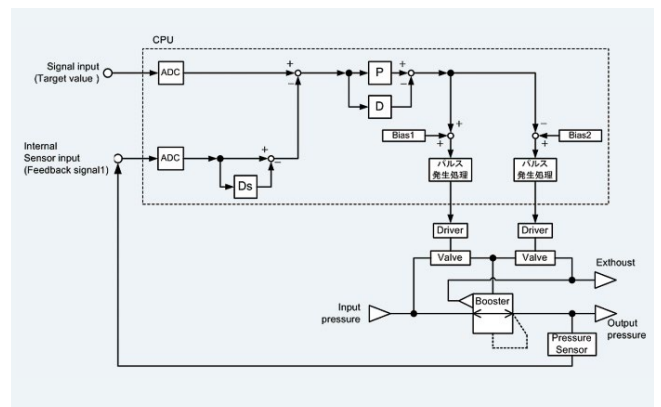 CPU
Signal input
(Target value )
ADC
P
D
Internal
Sensor input
(Feedback signal1)
ADC
Ds
Bias1
Bias2
パルス
発生処理
パルス
発生処理
Driver
Driver
Valve
Valve
Exthoust
Input
pressure
Booster
Output
pressure
Pressure
Sensor